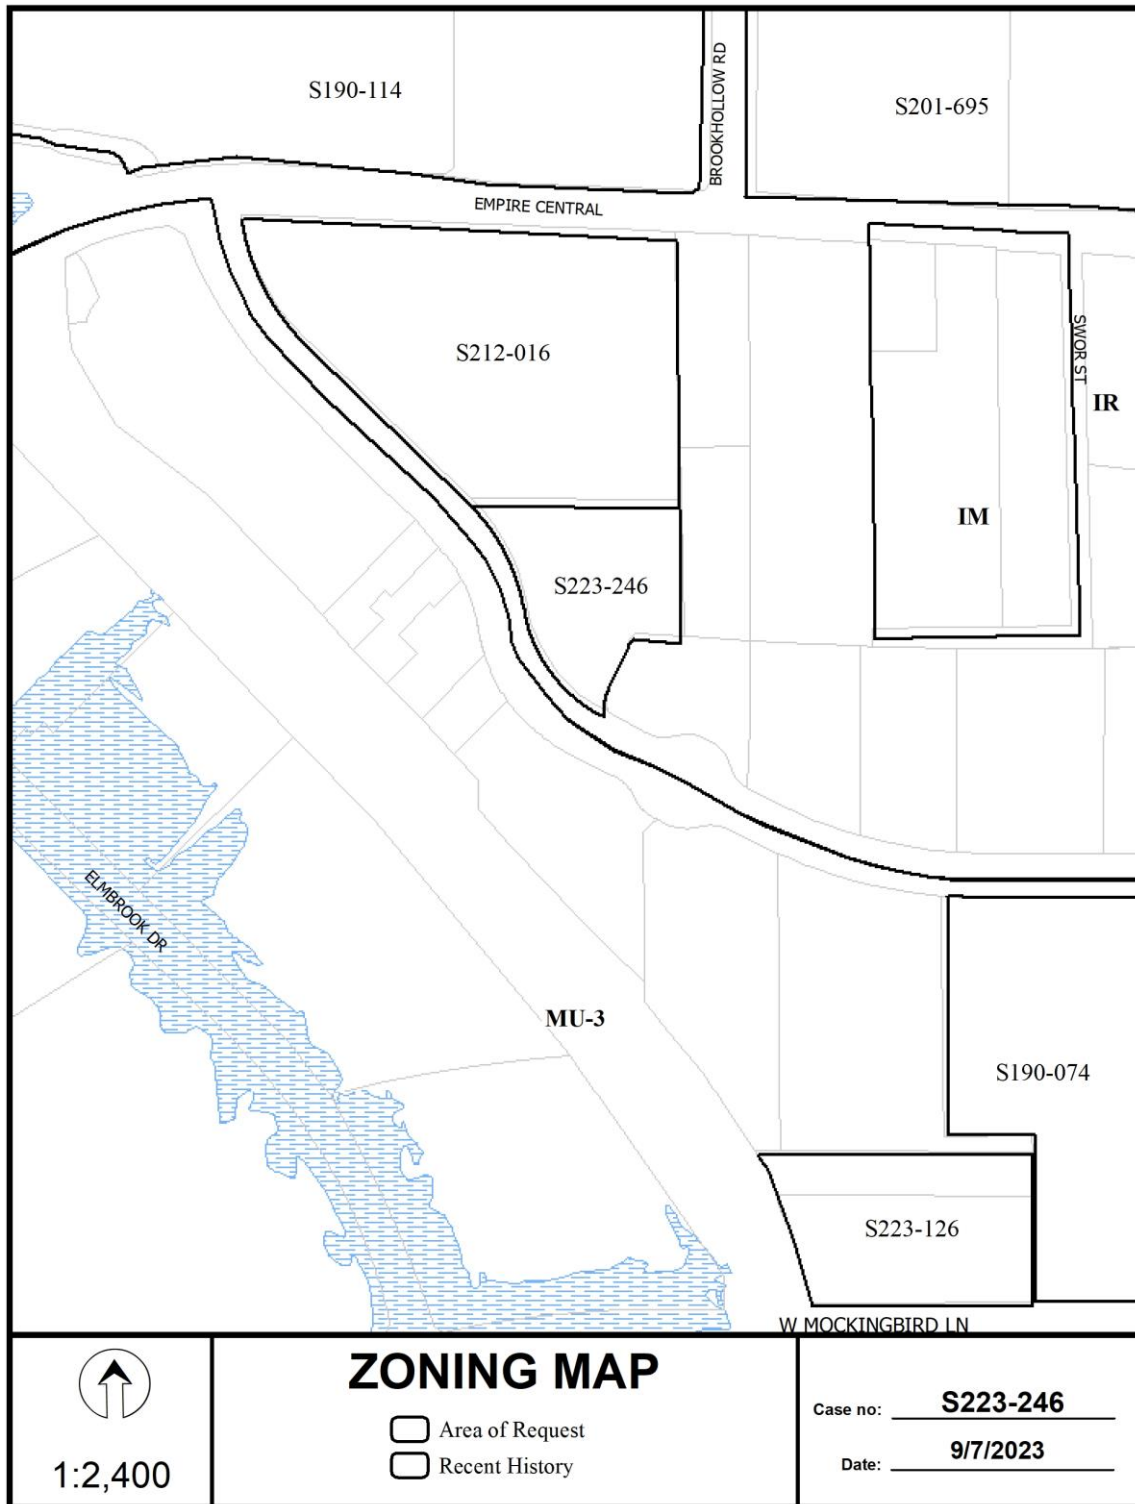 S190-114
BROOKHOLLOW RD
S201-695
EMPIRE CENTRAL
S212-016
SWOR ST
IR
IM
S223-246
ELMBROOK DR
MU-3
S190-074
S223-126
W MOCKINGBIRD LN
1:2,400
ZONING MAP
Area of Request
Recent History
Case no: S223-246
Date: 9/7/2023